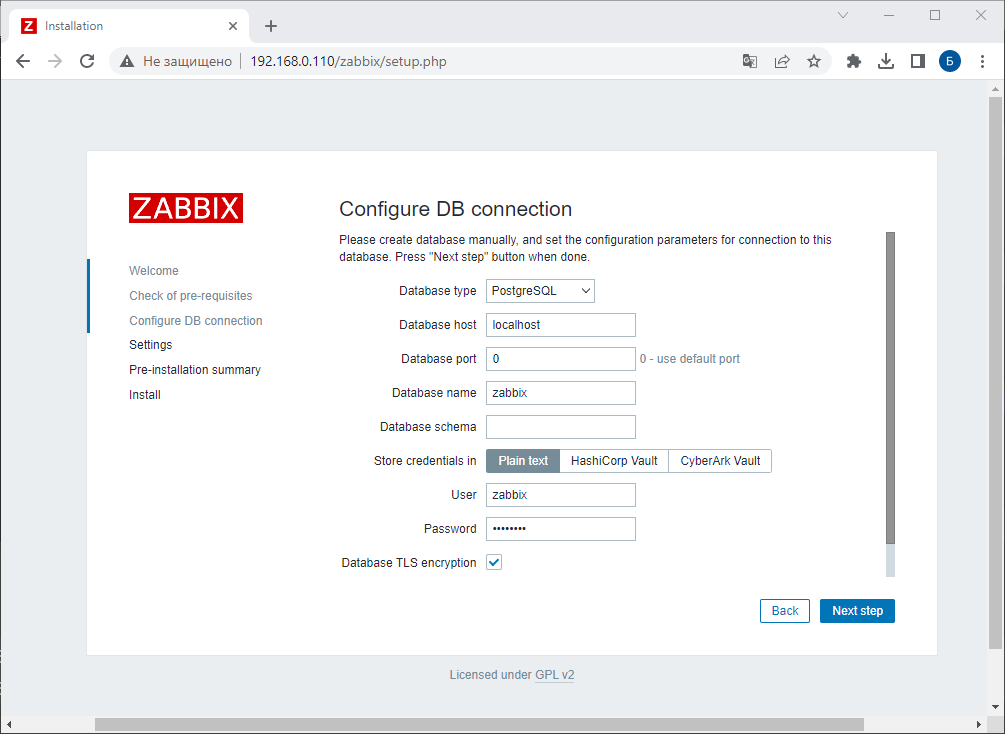 Z Installation
Не защищено 192.168.0.110/zabbix/setup.php Б
ZABBIX
Welcome
Check of pre-requisites
Configure DB connection
Settings
Pre-installation summary
Install
Configure DB connection
Please create database manually, and set the configuration parameters for connection to this
database. Press "Next step" button when done.
Database type PostgreSQL
Database host localhost
Database port 0 0 - use default port
Database name zabbix
Database schema
Store credentials in Plain text HashiCorp Vault CyberArk Vault
User zabbix
Password ••••••••
Database TLS encryption
Back Next step
Licensed under GPL v2